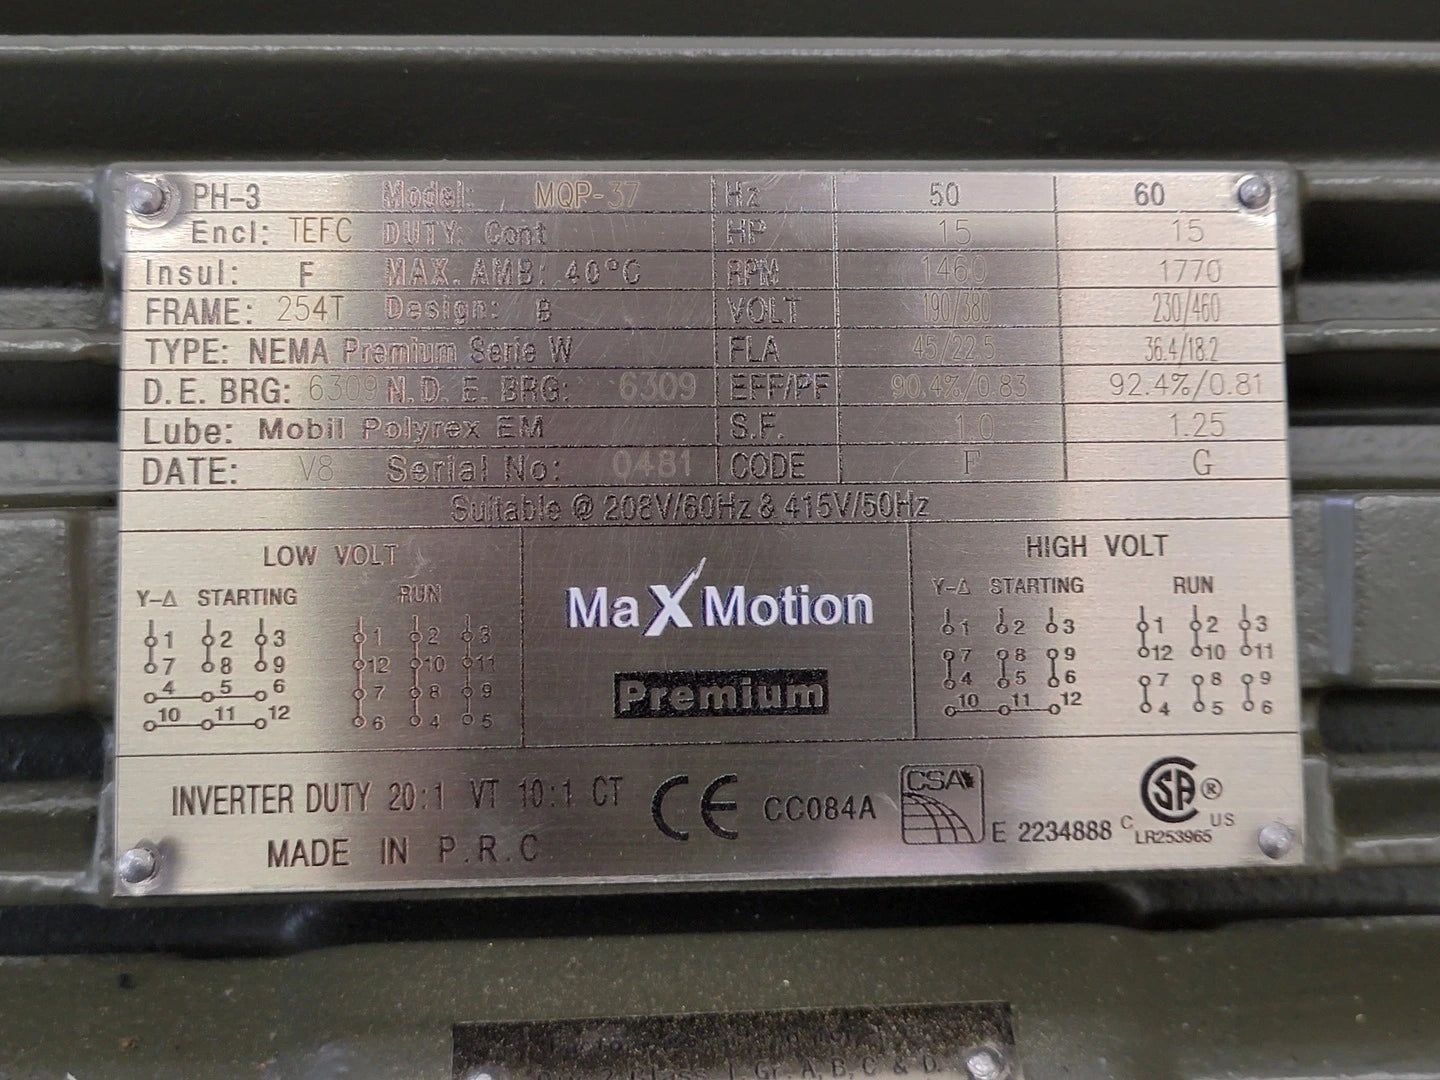 PH-3 Model: MQP-37 Hz 50 60
Encl: TEFC DUTY: Cont HP 15 15
Insul: F MAX. AMB: 40°C RPM 1460 1770
FRAME: 254T Design: B VOLT 190/380 230/460
TYPE: NEMA Premium Serie W FLA 45/22.5 36.4/18.2
D.E. BRG: 6309 N.D.E. BRG: 6309 EFF/PF 90.4%/0.83 92.4%/0.81
Lube: Mobil Polyrex EM S.F. 1.0 1.25
DATE: V8 Serial No: 0481 CODE F G
Suitable @ 208V/60Hz & 415V/50Hz
LOW VOLT
Y-Δ STARTING RUN
1 2 3 1 2 3
7 8 9 12 10 11
4 5 6 7 8 9
10 11 12 6 4 5
MaXMotion
Premium
HIGH VOLT
Y-Δ STARTING RUN
1 2 3 1 2 3
7 8 9 12 10 11
4 5 6 7 8 9
10 11 12 4 5 6
INVERTER DUTY 20:1 VT 10:1 CT
MADE IN P.R.C
CE CC084A
CSA
E 2234888
C SA ® US
LR253965
2 Class 1 Gr. A, B, C & D.